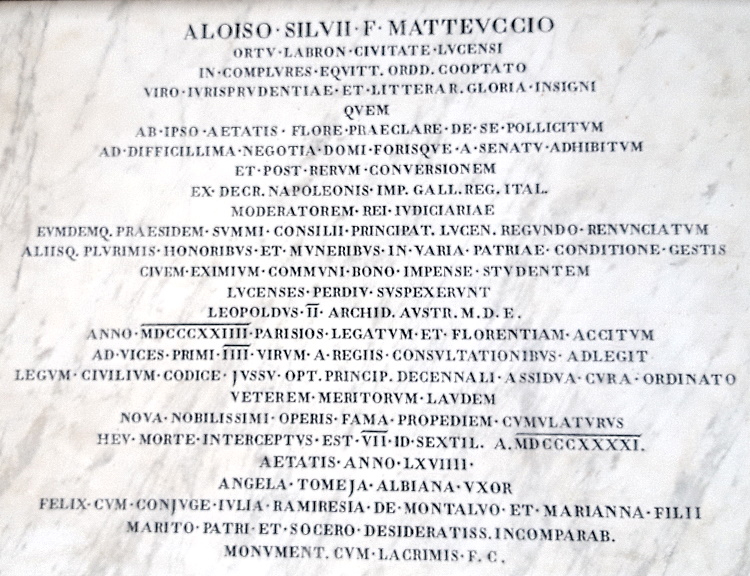 ALOISO · SILVII · F · MATTEVCCIO
ORTV · LABRON · CIVITATE · LVCENSI
IN · COMPLVRES · EQVITT. ORDD. COOPTATO
VIRO · IVRISPRVDENTIAE · ET · LITTERAR. GLORIA · INSIGNI
QVEM
AB · IPSO · AETATIS · FLORE · PRAECLARE · DE · SE · POLLICITVM
AD · DIFFICILLIMA · NEGOTIA · DOMI · FORISQVE · A · SENATV · ADHIBITVM
ET · POST · RERVM · CONVERSIONEM
EX · DECR. NAPOLEONIS · IMP. GALL. REG. ITAL.
MODERATOREM · REI · IVDICIARIAE
EVMDEMQ. PRAESIDEM · SVMMI · CONSILII · PRINCIPAT. LVCEN. REGVNDO · RENVNCIATVM
ALIISQ. PLVRIMIS · HONORIBVS · ET · MVNERIBVS · IN · VARIA · PATRIAE · CONDITIONE · GESTIS
CIVEM · EXIMIVM · COMMVNI · BONO · IMPENSE · STVDENTEM
LVCENSES · PERDIV · SVSPEXERVNT
LEOPOLDVS · I̅I̅ · ARCHID. AVSTR. M. D. E.
ANNO · M̅D̅C̅C̅C̅X̅X̅I̅I̅I̅I̅ · PARISIOS · LEGATVM · ET · FLORENTIAM · ACCITVM
AD · VICES · PRIMI · I̅I̅I̅I̅ · VIRVM · A · REGIIS · CONSVLTATIONIBVS · ADLEGIT
LEGVM · CIVILIVM · CODICE · JVSSV · OPT. PRINCIP. DECENNALI · ASSIDVA · CVRA · ORDINATO
VETEREM · MERITORVM · LAVDEM
NOVA · NOBILISSIMI · OPERIS · FAMA · PROPEDIEM · CVMVLATVRVS
HEV · MORTE · INTERCEPTVS · EST · V̅I̅I̅ · ID · SEXTIL. A. M̅D̅C̅C̅C̅X̅X̅X̅X̅I̅.
AETATIS · ANNO · LXVIIII ·
ANGELA · TOMEJA · ALBIANA · VXOR
FELIX · CVM · CONJVGE · IVLIA · RAMIRESIA · DE · MONTALVO · ET · MARIANNA · FILII
MARITO · PATRI · ET · SOCERO · DESIDERATISS. INCOMPARAB.
MONVMENT. CVM · LACRIMIS · F. C.